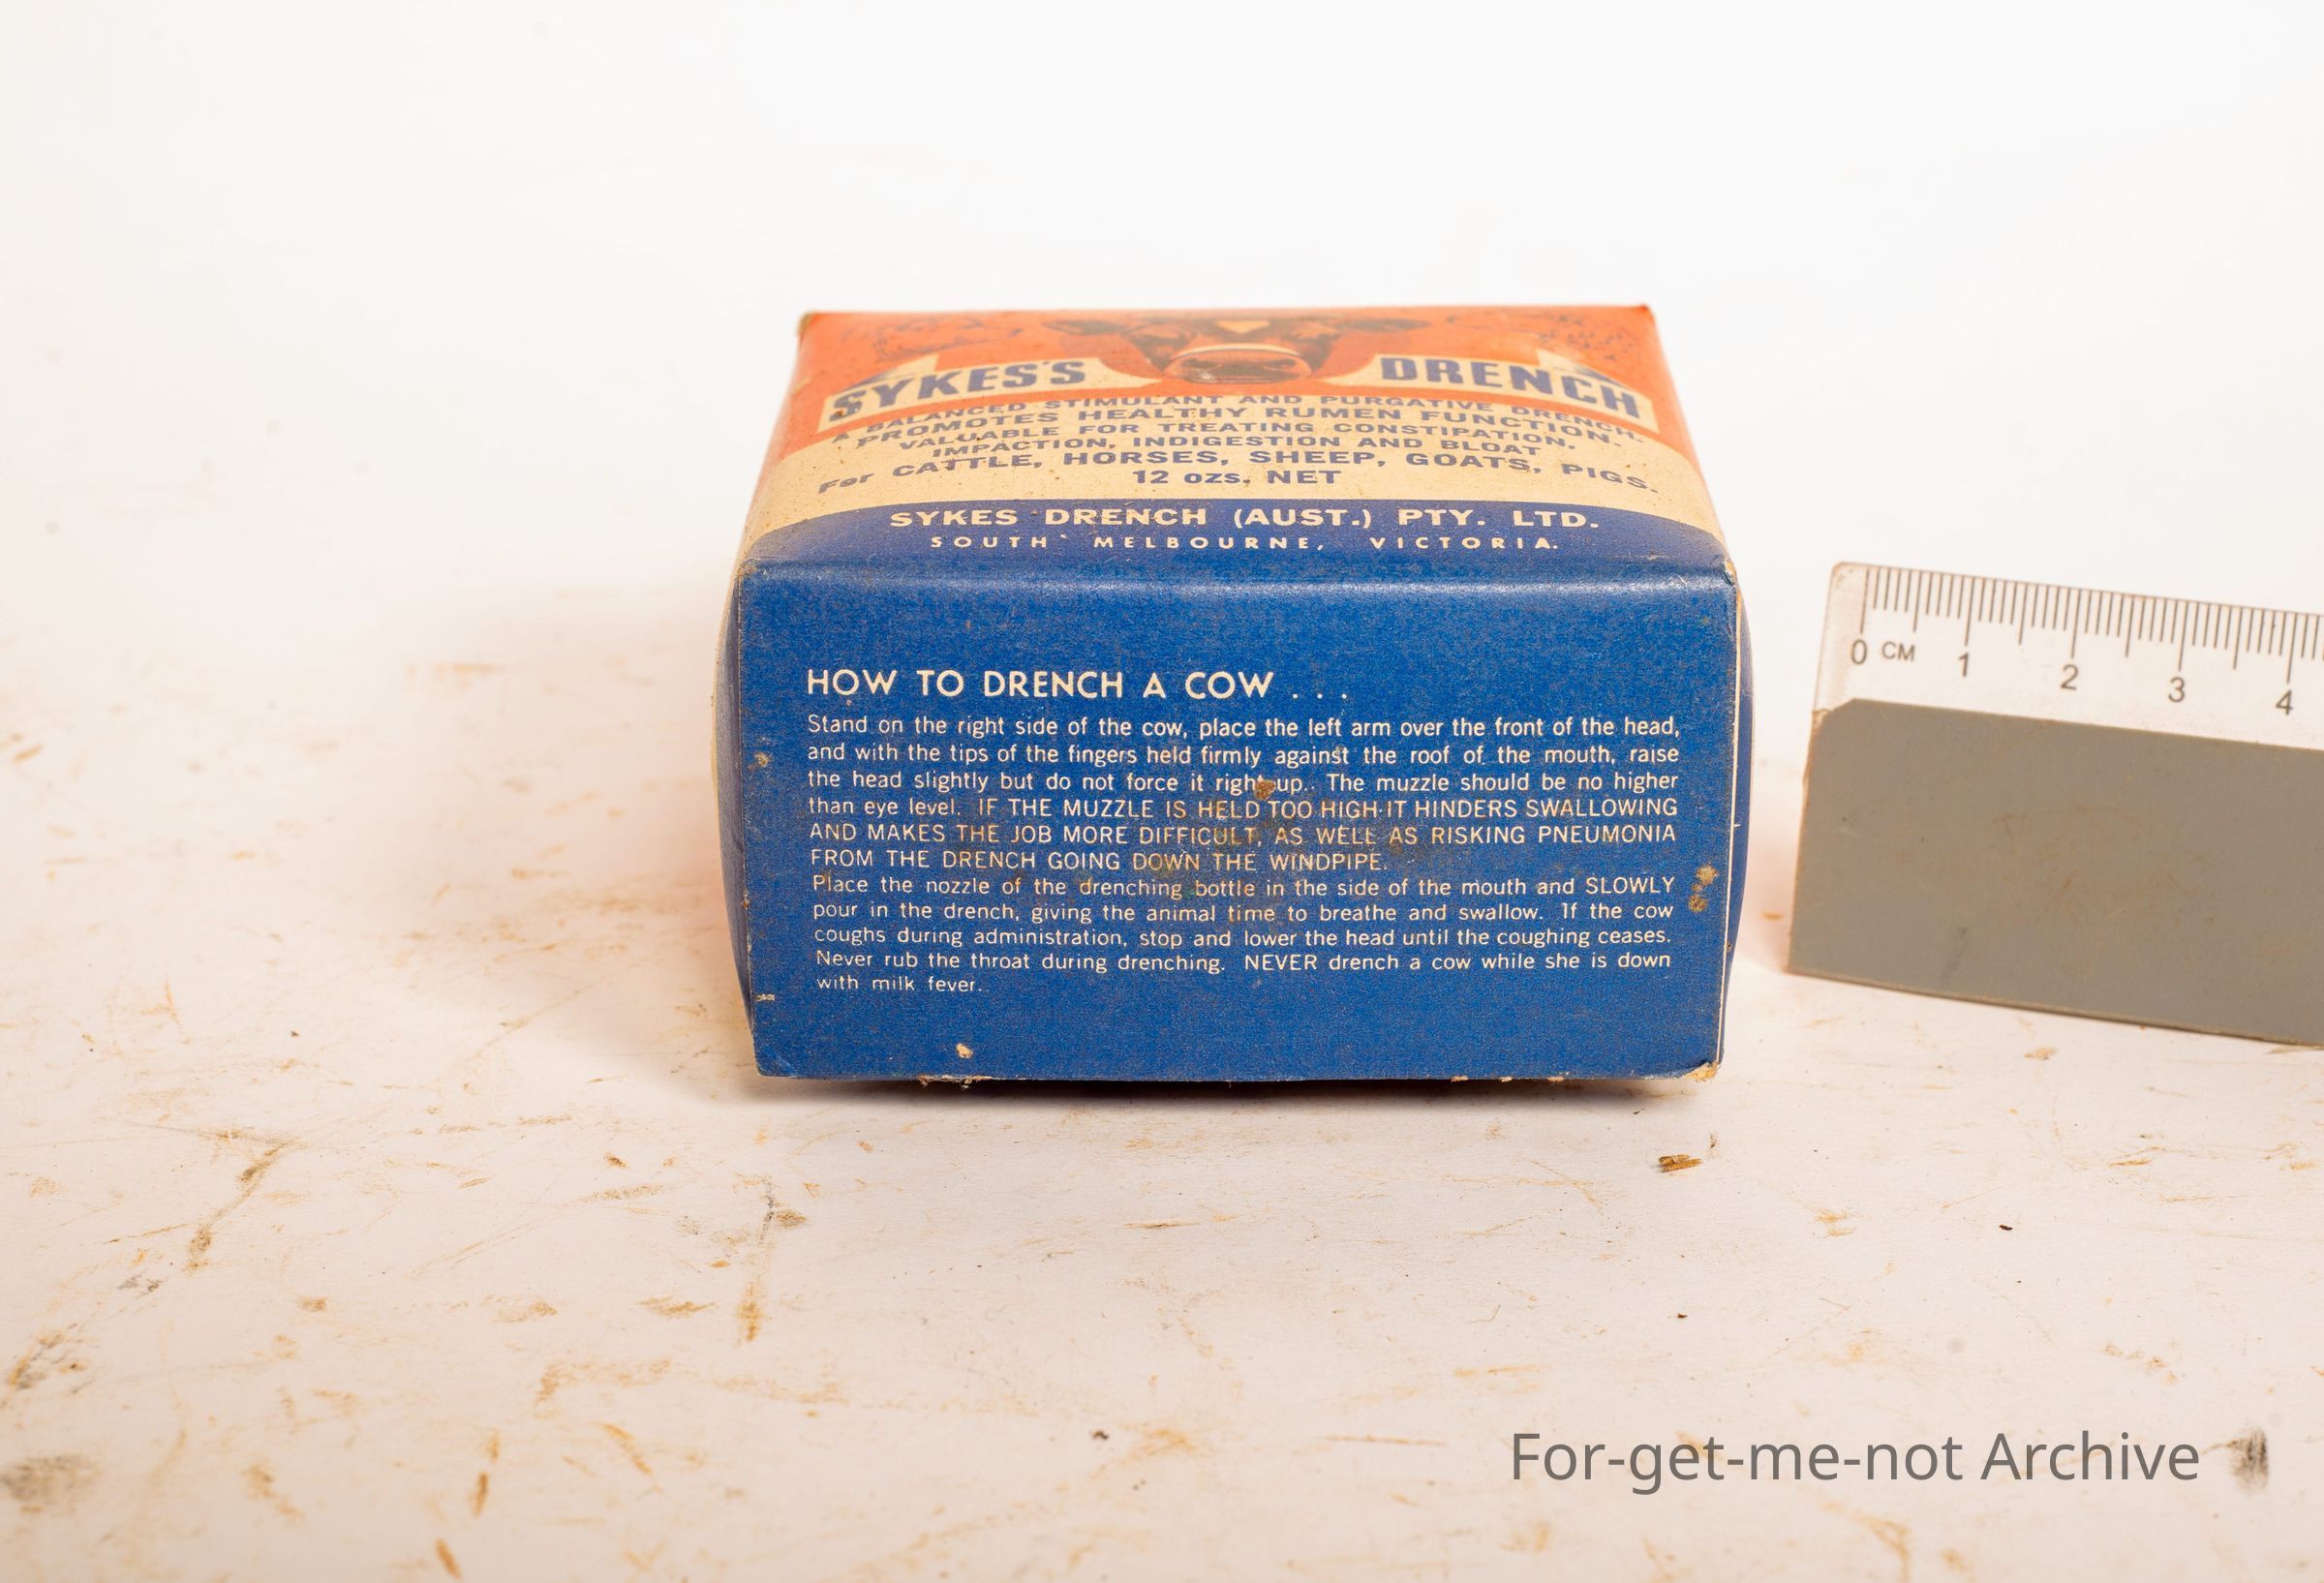 SYKES'S DRENCH
A BALANCED STIMULANT AND PURGATIVE DRENCH.
PROMOTES HEALTHY RUMEN FUNCTION.
VALUABLE FOR TREATING CONSTIPATION,
IMPACTION, INDIGESTION AND BLOAT
For CATTLE, HORSES, SHEEP, GOATS, PIGS.
12 ozs. NET
SYKES DRENCH (AUST.) PTY. LTD.
SOUTH MELBOURNE, VICTORIA.
HOW TO DRENCH A COW . . .
Stand on the right side of the cow, place the left arm over the front of the head,
and with the tips of the fingers held firmly against the roof of the mouth, raise
the head slightly but do not force it right up. The muzzle should be no higher
than eye level. IF THE MUZZLE IS HELD TOO HIGH IT HINDERS SWALLOWING
AND MAKES THE JOB MORE DIFFICULT, AS WELL AS RISKING PNEUMONIA
FROM THE DRENCH GOING DOWN THE WINDPIPE.
Place the nozzle of the drenching bottle in the side of the mouth and SLOWLY
pour in the drench, giving the animal time to breathe and swallow. If the cow
coughs during administration, stop and lower the head until the coughing ceases.
Never rub the throat during drenching. NEVER drench a cow while she is down
with milk fever.
0 CM 1 2 3 4
For-get-me-not Archive